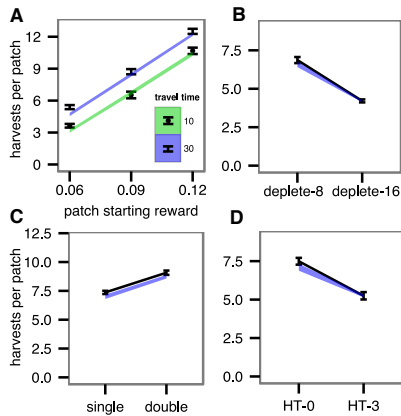 A
harvests per patch
12
9
6
3
0
travel time
10
30
0.06 0.09 0.12
patch starting reward
B
7.5
5.0
2.5
0.0
deplete-8 deplete-16
C
harvests per patch
12.5
10.0
7.5
5.0
2.5
0.0
single double
D
7.5
5.0
2.5
0.0
HT-0 HT-3